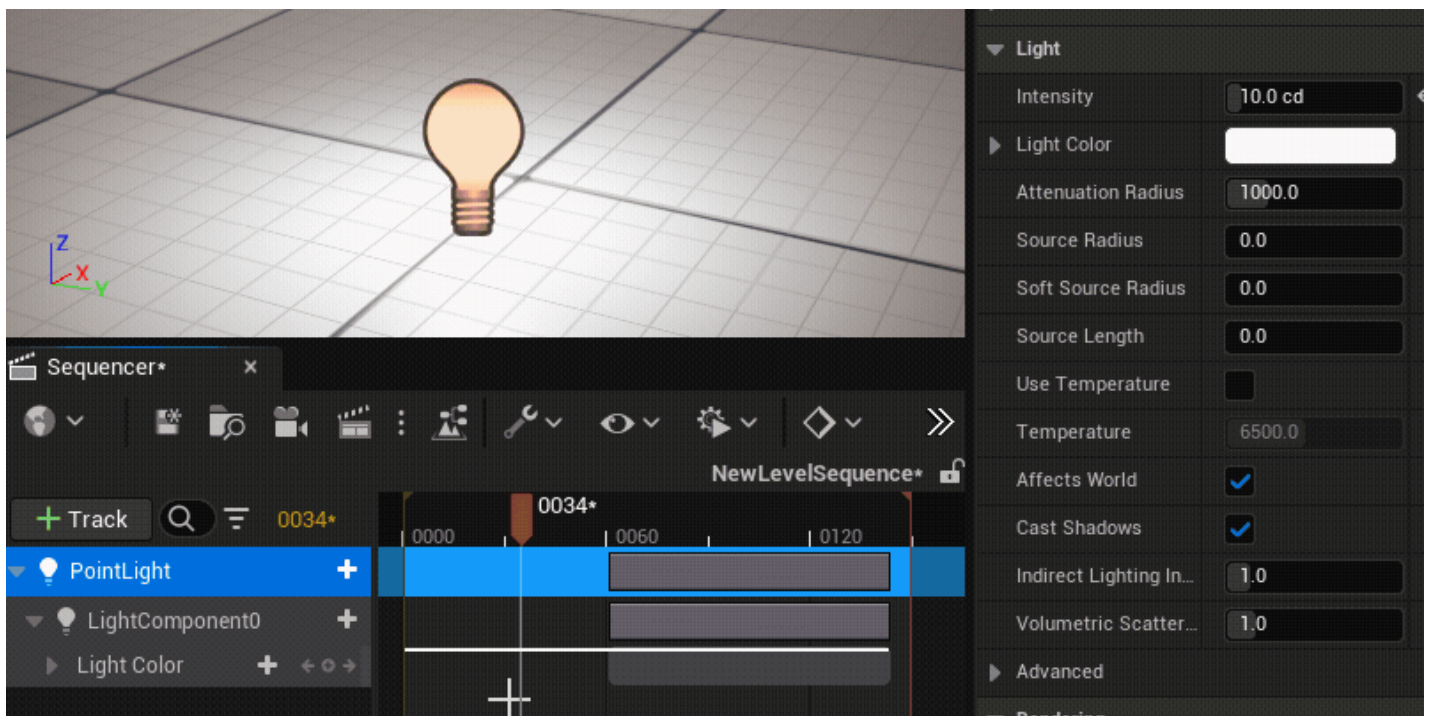 Light
Intensity 10.0 cd
Light Color
Attenuation Radius 1000.0
Source Radius 0.0
Soft Source Radius 0.0
Source Length 0.0
Use Temperature
Temperature 6500.0
Affects World
Cast Shadows
Indirect Lighting In... 1.0
Volumetric Scatter... 1.0
Advanced
Z
X
Y
Sequencer*
NewLevelSequence*
+ Track 0034* 0034*
0000 0060 0120
PointLight
LightComponent0
Light Color